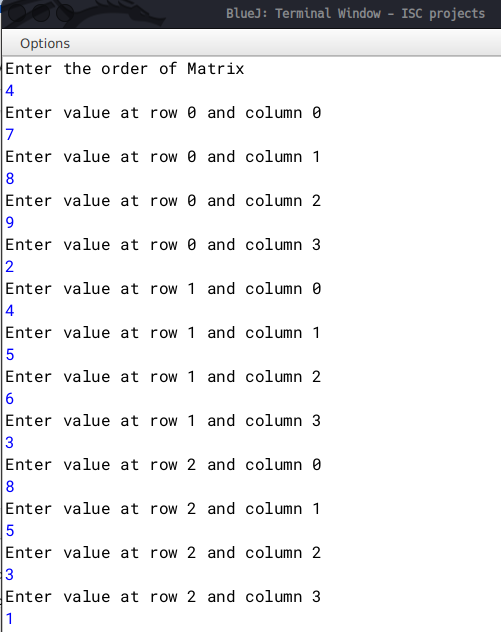 BlueJ: Terminal Window - ISC projects
Options
Enter the order of Matrix
4
Enter value at row 0 and column 0
7
Enter value at row 0 and column 1
8
Enter value at row 0 and column 2
9
Enter value at row 0 and column 3
2
Enter value at row 1 and column 0
4
Enter value at row 1 and column 1
5
Enter value at row 1 and column 2
6
Enter value at row 1 and column 3
3
Enter value at row 2 and column 0
8
Enter value at row 2 and column 1
5
Enter value at row 2 and column 2
3
Enter value at row 2 and column 3
1